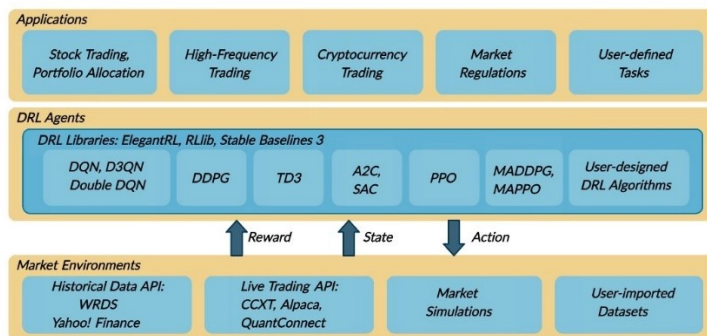 Applications
Stock Trading,
Portfolio Allocation
High-Frequency
Trading
Cryptocurrency
Trading
Market
Regulations
User-defined
Tasks
DRL Agents
DRL Libraries: ElegantRL, RLlib, Stable Baselines 3
DQN, D3QN
Double DQN
DDPG
TD3
A2C,
SAC
PPO
MADDPG,
MAPPO
User-designed
DRL Algorithms
Reward
State
Action
Market Environments
Historical Data API:
WRDS
Yahoo! Finance
Live Trading API:
CCXT, Alpaca,
QuantConnect
Market
Simulations
User-imported
Datasets